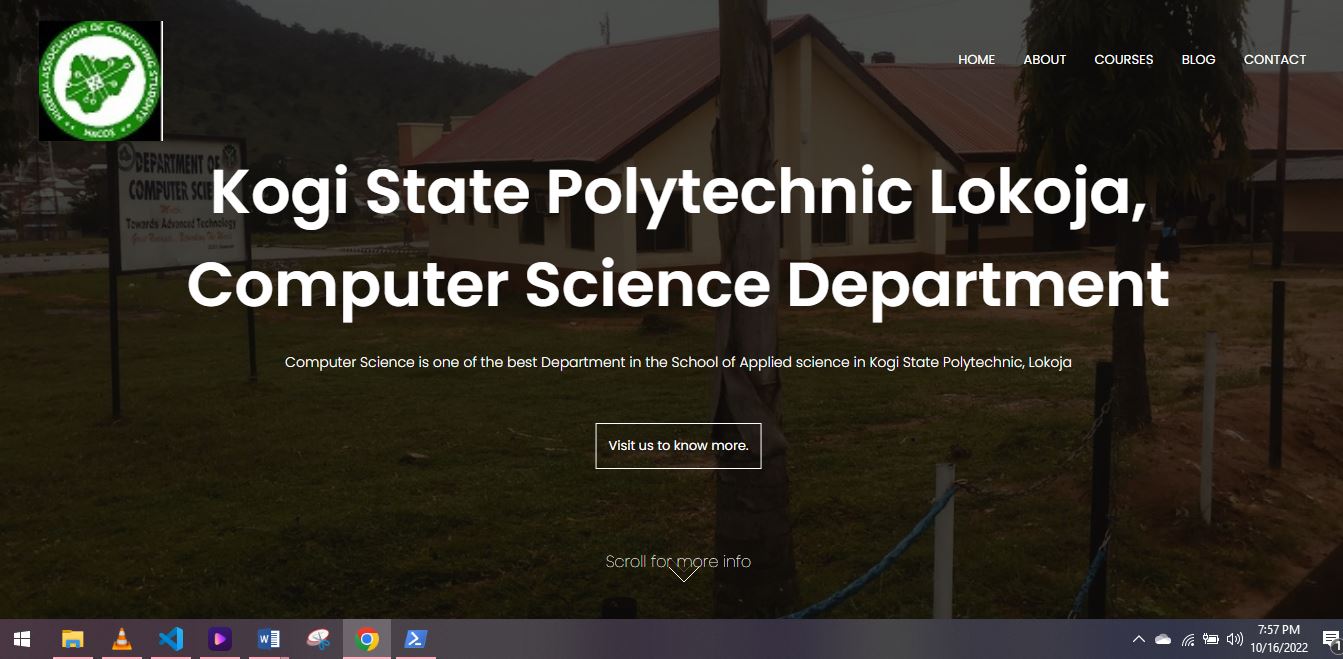 NIGERIA ASSOCIATION OF COMPUTING STUDENTS
NACOS
HOME ABOUT COURSES BLOG CONTACT
DEPARTMENT OF
COMPUTER SCIE
Towards Advanced Technology
Kogi State Polytechnic Lokoja,
Computer Science Department
Computer Science is one of the best Department in the School of Applied science in Kogi State Polytechnic, Lokoja
Visit us to know more.
Scroll for more info
7:57 PM
10/16/2022